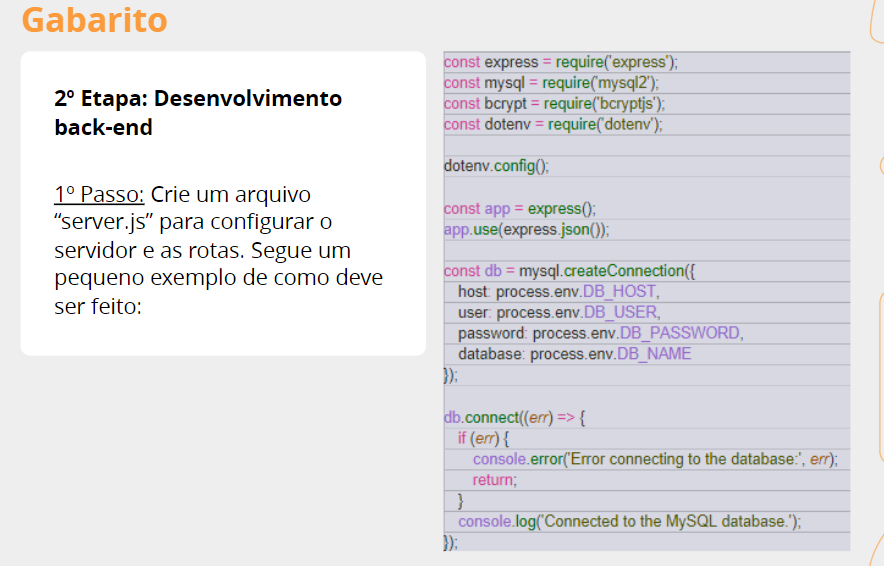 Gabarito
2º Etapa: Desenvolvimento
back-end
1º Passo: Crie um arquivo
“server.js” para configurar o
servidor e as rotas. Segue um
pequeno exemplo de como deve
ser feito:
const express = require('express');
const mysql = require('mysql2');
const bcrypt = require('bcryptjs');
const dotenv = require('dotenv');
dotenv.config();
const app = express();
app.use(express.json());
const db = mysql.createConnection({
host: process.env.DB_HOST,
user: process.env.DB_USER,
password: process.env.DB_PASSWORD,
database: process.env.DB_NAME
});
db.connect((err) => {
if (err) {
console.error('Error connecting to the database:', err);
return;
}
console.log('Connected to the MySQL database.');
});